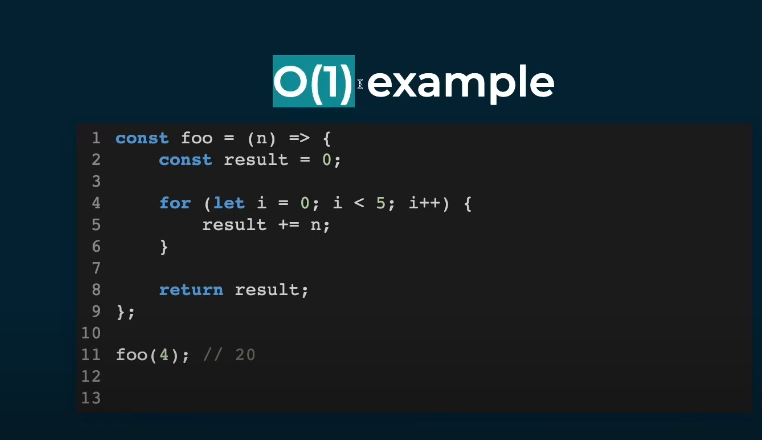 O(1) example
1 const foo = (n) => {
2     const result = 0;
3
4     for (let i = 0; i < 5; i++) {
5         result += n;
6     }
7
8     return result;
9 };
10
11 foo(4); // 20
12
13